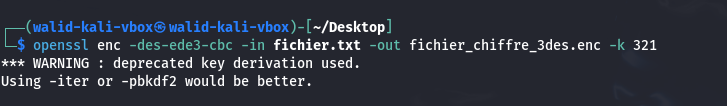 ┌──(walid-kali-vbox㉿walid-kali-vbox)-[~/Desktop]
└─$ openssl enc -des-ede3-cbc -in fichier.txt -out fichier_chiffre_3des.enc -k 321
*** WARNING : deprecated key derivation used.
Using -iter or -pbkdf2 would be better.